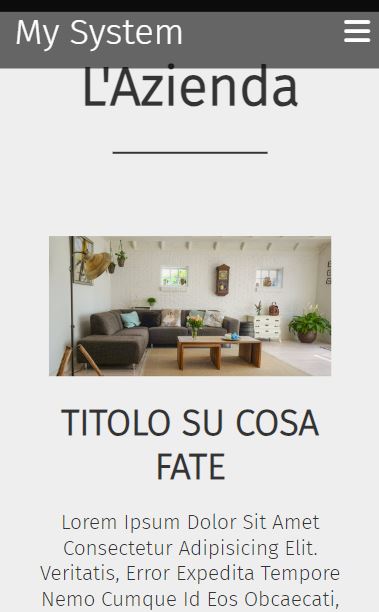 My System
L'Azienda
TITOLO SU COSA
FATE
Lorem Ipsum Dolor Sit Amet
Consectetur Adipisicing Elit.
Veritatis, Error Expedita Tempore
Nemo Cumque Id Eos Obcaecati,